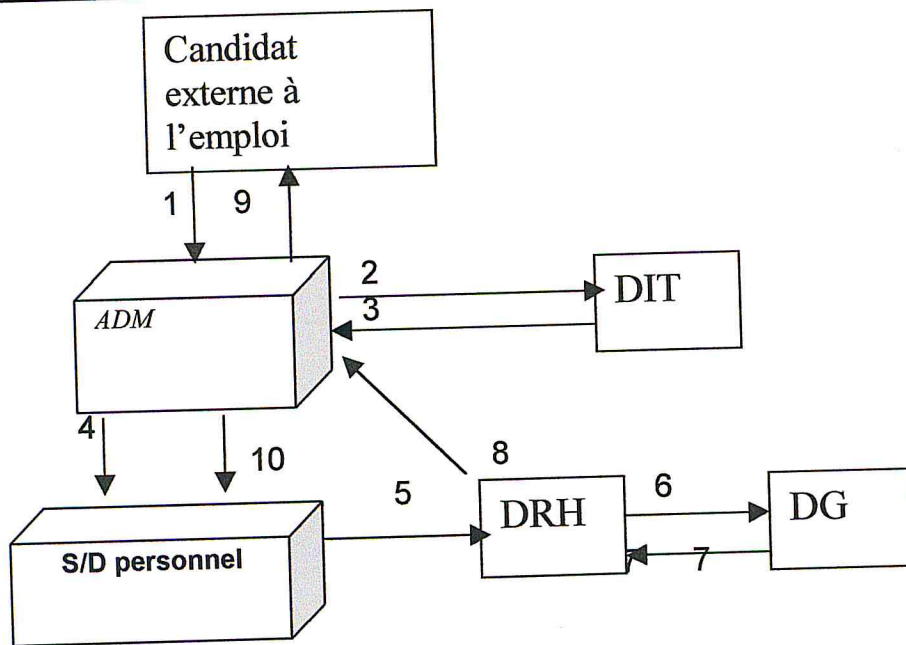 Candidat
externe à
l'emploi
1
9
2
DIT
3
ADM
4
10
8
5
DRH
6
DG
7
S/D personnel